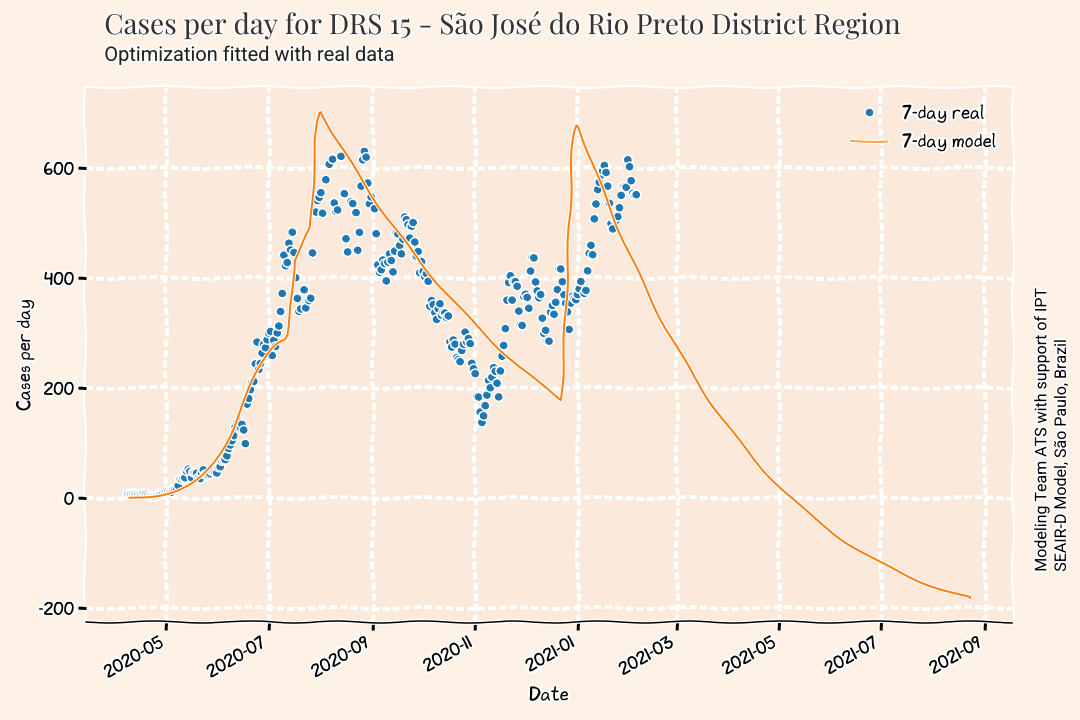 Cases per day for DRS 15 - São José do Rio Preto District Region
Optimization fitted with real data
7-day real
7-day model
Cases per day
600
400
200
0
-200
2020-05
2020-07
2020-09
2020-11
2021-01
2021-03
2021-05
2021-07
2021-09
Date
Modeling Team ATS with support of IPT
SEAIR-D Model, São Paulo, Brazil